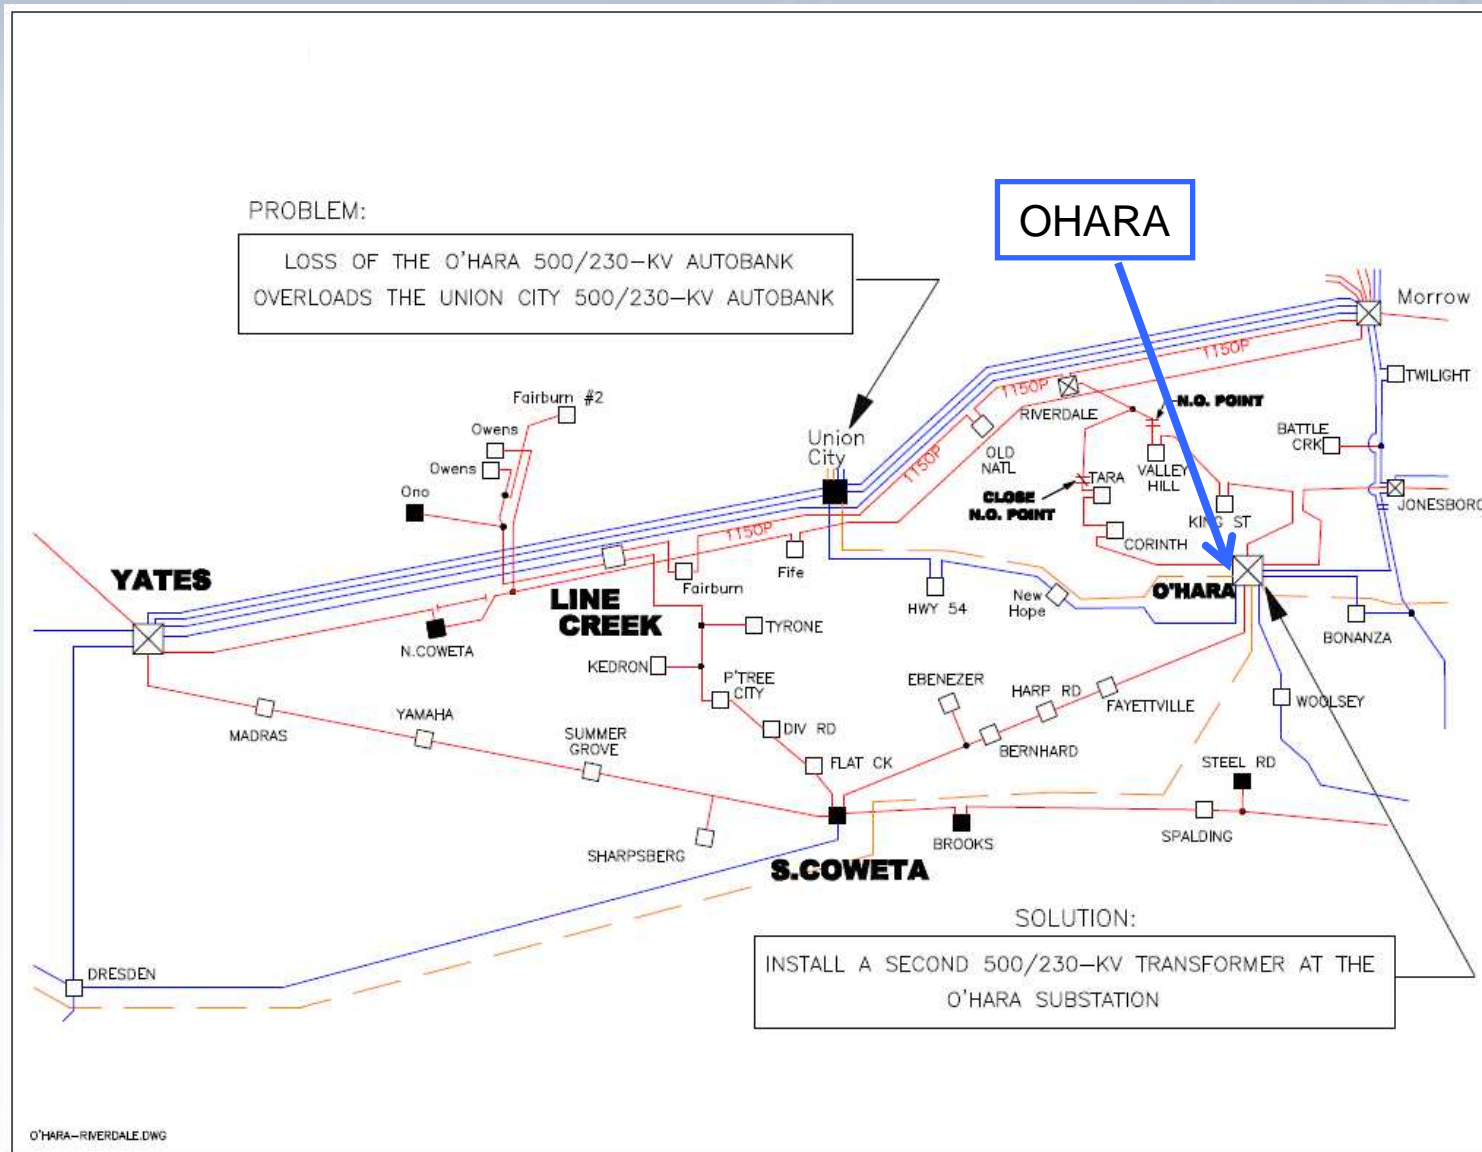 PROBLEM:
LOSS OF THE O'HARA 500/230-KV AUTOBANK
OVERLOADS THE UNION CITY 500/230-KV AUTOBANK
OHARA
Morrow
1150P
TWILIGHT
1150P
RIVERDALE
N.O. POINT
Fairburn #2
Owens
Owens
Ono
Union
City
OLD
NATL
1150P
BATTLE
CRK
VALLEY
HILL
TARA
CLOSE
N.O. POINT
KING ST
JONESBORO
CORINTH
1150P
Fife
Fairburn
YATES
LINE
CREEK
HWY 54
New
Hope
O'HARA
BONANZA
N.COWETA
TYRONE
KEDRON
P'TREE
CITY
EBENEZER
HARP RD
FAYETTVILLE
WOOLSEY
MADRAS
YAMAHA
SUMMER
GROVE
DIV RD
BERNHARD
FLAT CK
STEEL RD
SHARPSBERG
BROOKS
SPALDING
S.COWETA
SOLUTION:
INSTALL A SECOND 500/230-KV TRANSFORMER AT THE
O'HARA SUBSTATION
DRESDEN
O'HARA-RIVERDALE.DWG